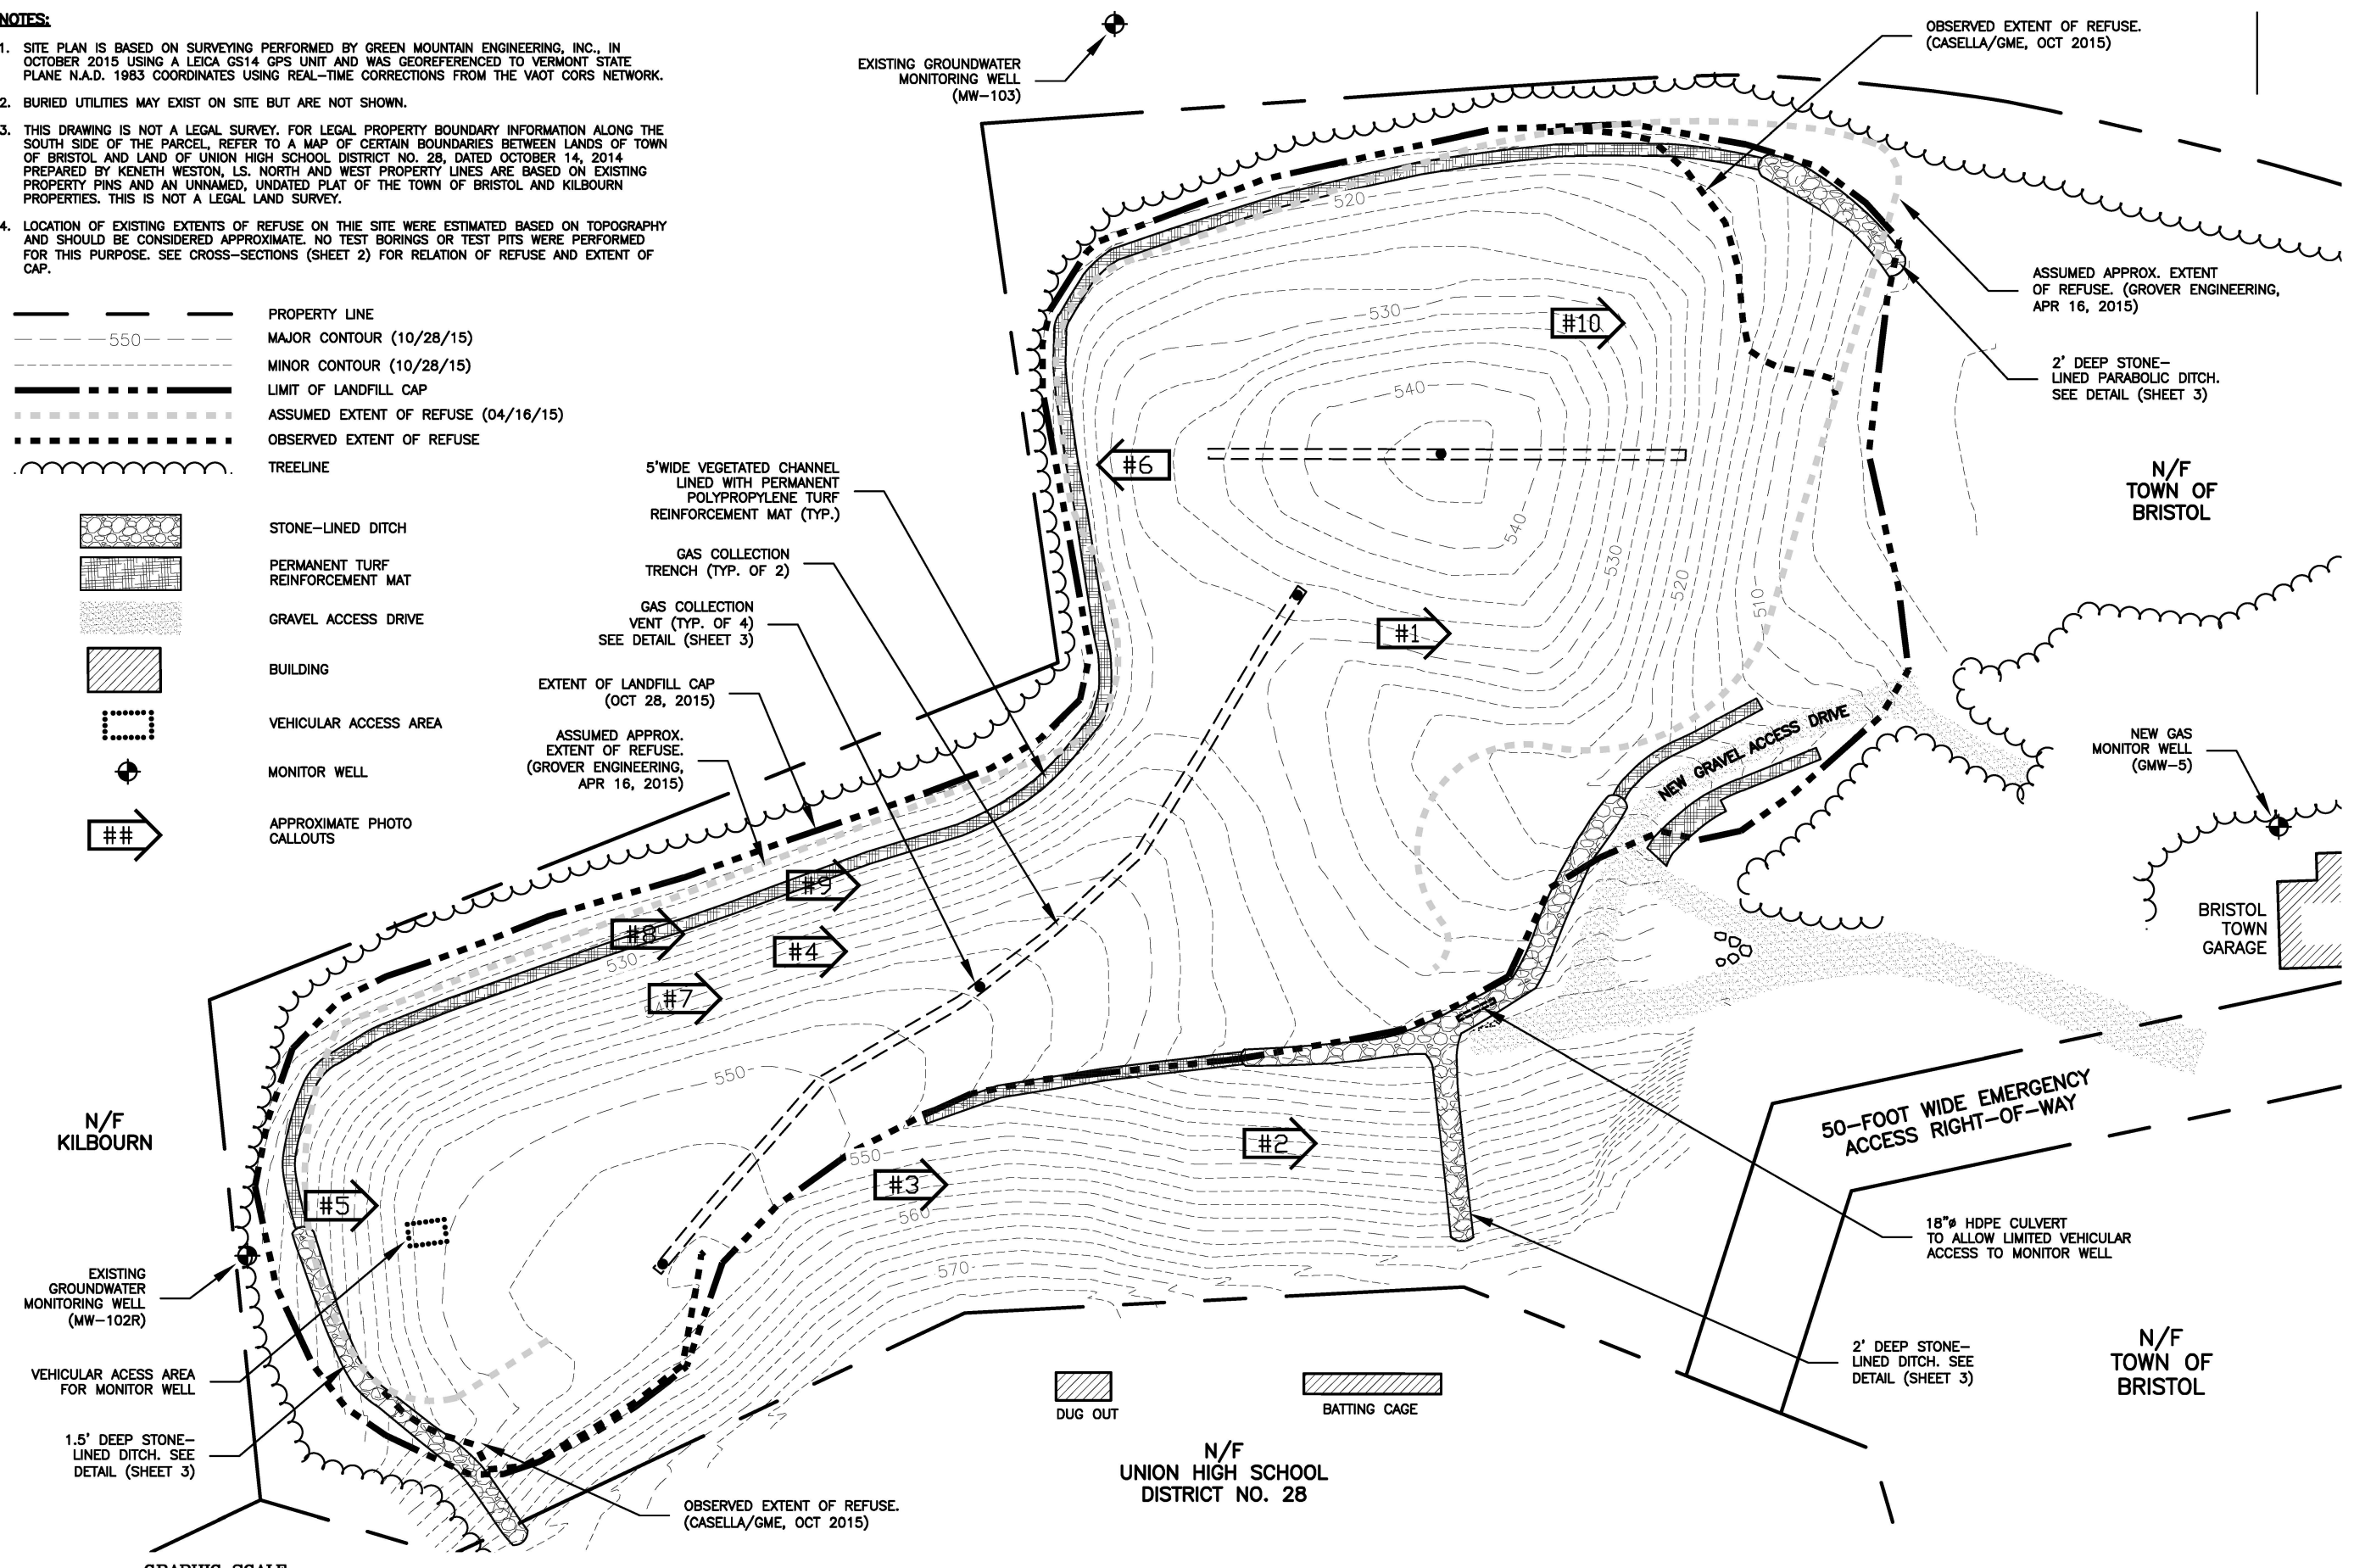 NOTES:
1. SITE PLAN IS BASED ON SURVEYING PERFORMED BY GREEN MOUNTAIN ENGINEERING, INC., IN
OCTOBER 2015 USING A LEICA GS14 GPS UNIT AND WAS GEOREFERENCED TO VERMONT STATE
PLANE N.A.D. 1983 COORDINATES USING REAL-TIME CORRECTIONS FROM THE VAOT CORS NETWORK.
2. BURIED UTILITIES MAY EXIST ON SITE BUT ARE NOT SHOWN.
3. THIS DRAWING IS NOT A LEGAL SURVEY. FOR LEGAL PROPERTY BOUNDARY INFORMATION ALONG THE
SOUTH SIDE OF THE PARCEL, REFER TO A MAP OF CERTAIN BOUNDARIES BETWEEN LANDS OF TOWN
OF BRISTOL AND LAND OF UNION HIGH SCHOOL DISTRICT NO. 28, DATED OCTOBER 14, 2014
PREPARED BY KENETH WESTON, LS. NORTH AND WEST PROPERTY LINES ARE BASED ON EXISTING
PROPERTY PINS AND AN UNNAMED, UNDATED PLAT OF THE TOWN OF BRISTOL AND KILBOURN
PROPERTIES. THIS IS NOT A LEGAL LAND SURVEY.
4. LOCATION OF EXISTING EXTENTS OF REFUSE ON THIE SITE WERE ESTIMATED BASED ON TOPOGRAPHY
AND SHOULD BE CONSIDERED APPROXIMATE. NO TEST BORINGS OR TEST PITS WERE PERFORMED
FOR THIS PURPOSE. SEE CROSS-SECTIONS (SHEET 2) FOR RELATION OF REFUSE AND EXTENT OF
CAP.
PROPERTY LINE
550
MAJOR CONTOUR (10/28/15)
MINOR CONTOUR (10/28/15)
LIMIT OF LANDFILL CAP
ASSUMED EXTENT OF REFUSE (04/16/15)
OBSERVED EXTENT OF REFUSE
TREELINE
STONE-LINED DITCH
PERMANENT TURF
REINFORCEMENT MAT
GRAVEL ACCESS DRIVE
BUILDING
VEHICULAR ACCESS AREA
MONITOR WELL
##
APPROXIMATE PHOTO
CALLOUTS
EXISTING GROUNDWATER
MONITORING WELL
(MW-103)
OBSERVED EXTENT OF REFUSE.
(CASELLA/GME, OCT 2015)
ASSUMED APPROX. EXTENT
OF REFUSE. (GROVER ENGINEERING,
APR 16, 2015)
2' DEEP STONE-
LINED PARABOLIC DITCH.
SEE DETAIL (SHEET 3)
N/F
TOWN OF
BRISTOL
5'WIDE VEGETATED CHANNEL
LINED WITH PERMANENT
POLYPROPYLENE TURF
REINFORCEMENT MAT (TYP.)
GAS COLLECTION
TRENCH (TYP. OF 2)
GAS COLLECTION
VENT (TYP. OF 4)
SEE DETAIL (SHEET 3)
EXTENT OF LANDFILL CAP
(OCT 28, 2015)
ASSUMED APPROX.
EXTENT OF REFUSE.
(GROVER ENGINEERING,
APR 16, 2015)
520
530
#10
540
#6
540
530
520
510
#1
NEW GRAVEL ACCESS DRIVE
NEW GAS
MONITOR WELL
(GMW-5)
BRISTOL
TOWN
GARAGE
#9
#8
530
#4
#7
550
550
#2
#3
560
570
#5
50-FOOT WIDE EMERGENCY
ACCESS RIGHT-OF-WAY
N/F
KILBOURN
EXISTING
GROUNDWATER
MONITORING WELL
(MW-102R)
VEHICULAR ACESS AREA
FOR MONITOR WELL
1.5' DEEP STONE-
LINED DITCH. SEE
DETAIL (SHEET 3)
18"ø HDPE CULVERT
TO ALLOW LIMITED VEHICULAR
ACCESS TO MONITOR WELL
2' DEEP STONE-
LINED DITCH. SEE
DETAIL (SHEET 3)
N/F
TOWN OF
BRISTOL
DUG OUT
BATTING CAGE
N/F
UNION HIGH SCHOOL
DISTRICT NO. 28
OBSERVED EXTENT OF REFUSE.
(CASELLA/GME, OCT 2015)
GRAPHIC SCALE